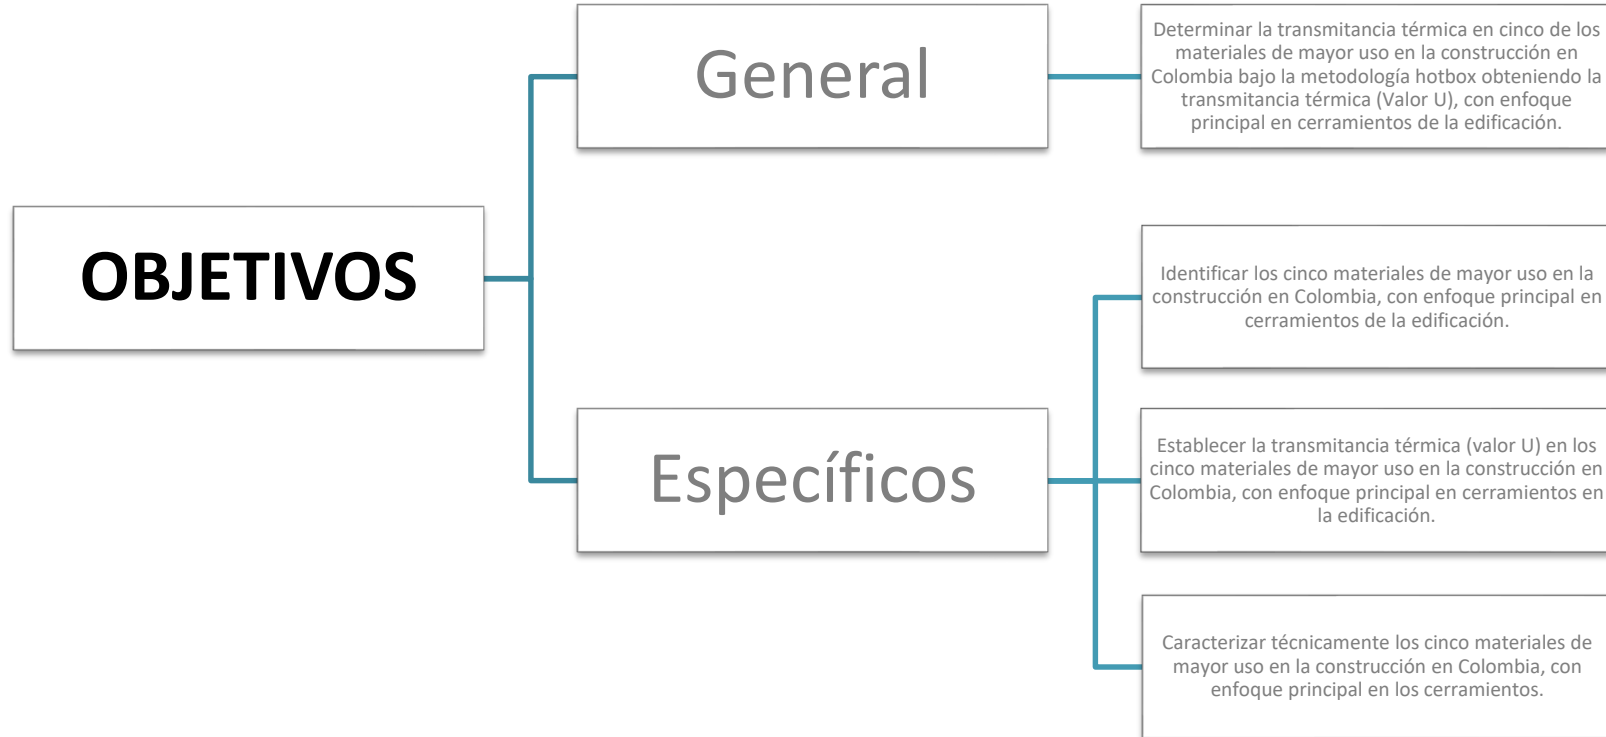 OBJETIVOS
General
Determinar la transmitancia térmica en cinco de los
materiales de mayor uso en la construcción en
Colombia bajo la metodología hotbox obteniendo la
transmitancia térmica (Valor U), con enfoque
principal en cerramientos de la edificación.
Específicos
Identificar los cinco materiales de mayor uso en la
construcción en Colombia, con enfoque principal en
cerramientos de la edificación.
Establecer la transmitancia térmica (valor U) en los
cinco materiales de mayor uso en la construcción en
Colombia, con enfoque principal en cerramientos en
la edificación.
Caracterizar técnicamente los cinco materiales de
mayor uso en la construcción en Colombia, con
enfoque principal en los cerramientos.